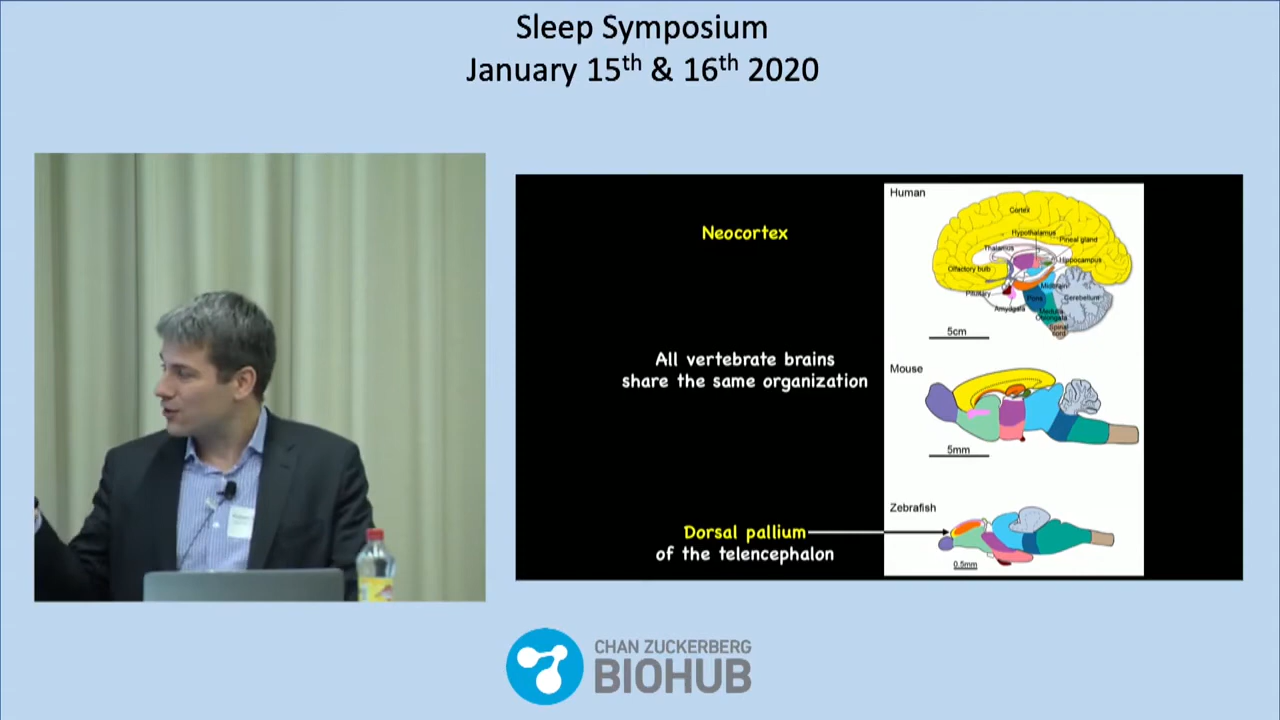 Sleep Symposium
January 15th & 16th 2020
Neocortex
All vertebrate brains
share the same organization
Dorsal pallium
of the telencephalon
Human
Cortex
Hypothalamus
Pineal gland
Thalamus
Hippocampus
Olfactory bulb
Midbrain
Pituitary
Pons
Cerebellum
Amygdala
Medulla
Oblongata
Spinal
cord
5cm
Mouse
5mm
Zebrafish
0.5mm
CHAN ZUCKERBERG
BIOHUB